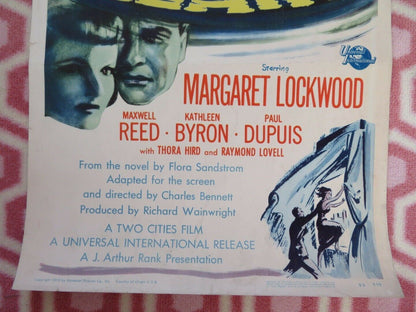 Starring
MARGARET LOCKWOOD
MAXWELL KATHLEEN PAUL
REED · BYRON · DUPUIS
with THORA HIRD and RAYMOND LOVELL
From the novel by Flora Sandstrom
Adapted for the screen
and directed by Charles Bennett
Produced by Richard Wainwright
A TWO CITIES FILM
A UNIVERSAL INTERNATIONAL RELEASE
A J. Arthur Rank Presentation